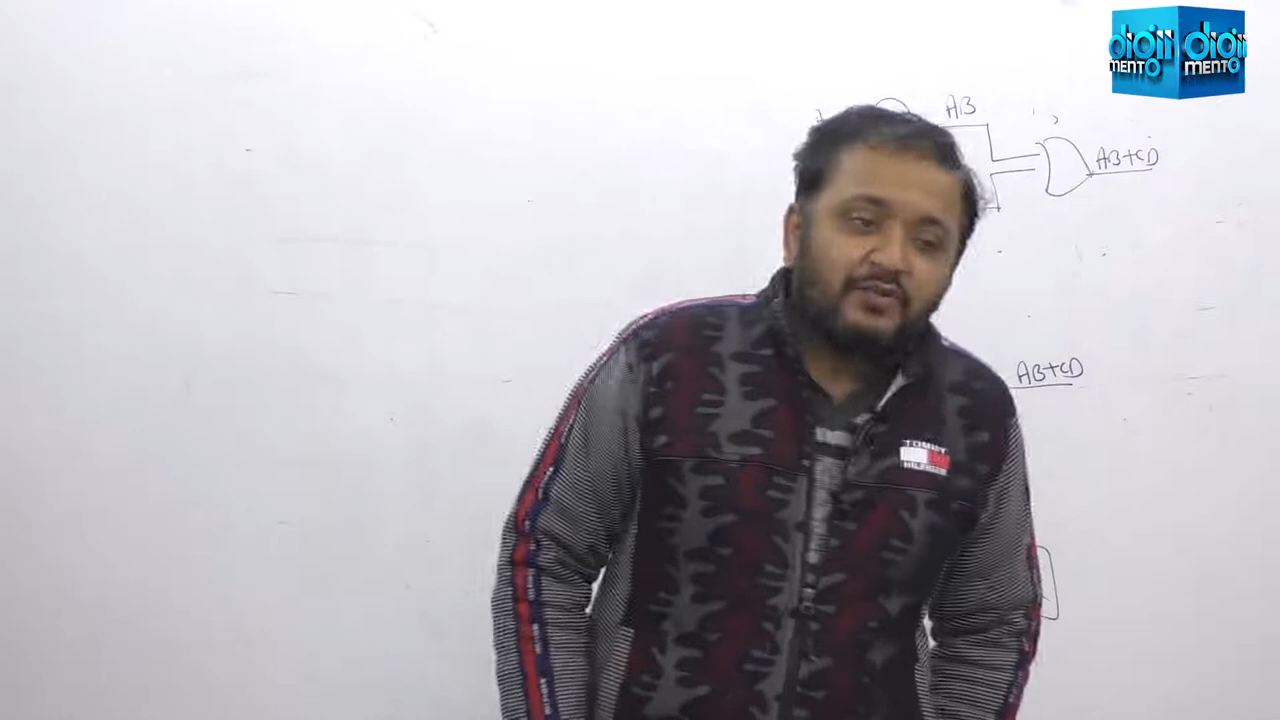 digii digii
MENTO MENTO
AB
AB+CD
AB+CD
TOMMY
HILFIGER